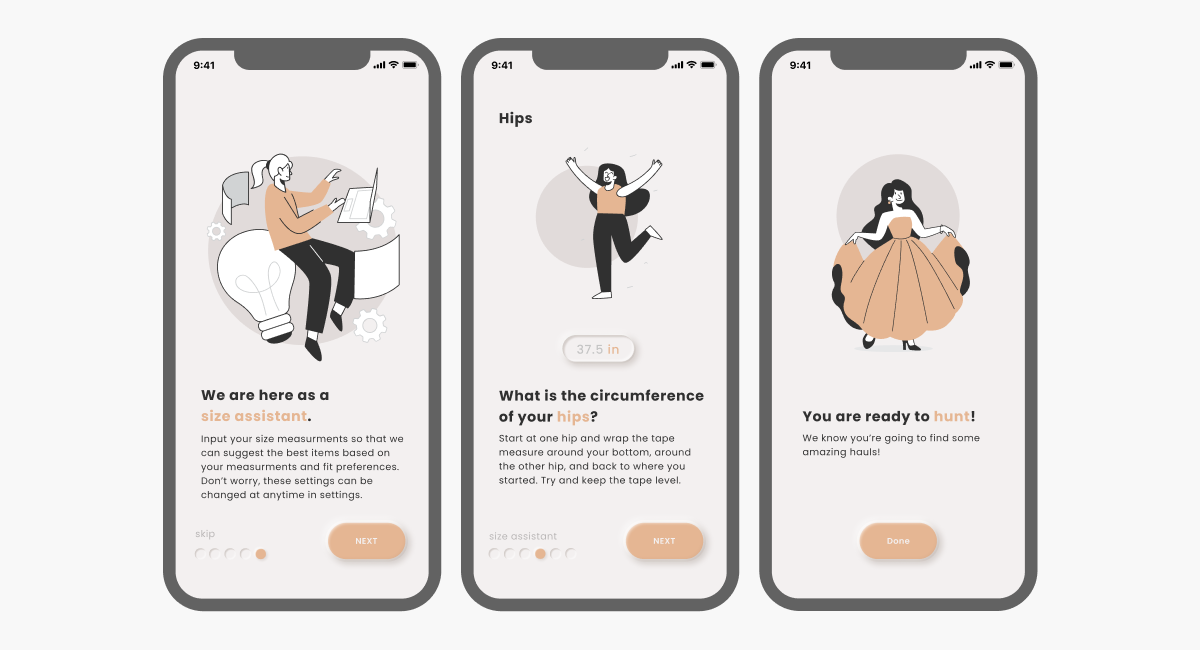 9:41
We are here as a
size assistant.
Input your size measurments so that we
can suggest the best items based on
your measurments and fit preferences.
Don't worry, these settings can be
changed at anytime in settings.
skip
NEXT
9:41
Hips
37.5 in
What is the circumference
of your hips?
Start at one hip and wrap the tape
measure around your bottom, around
the other hip, and back to where you
started. Try and keep the tape level.
size assistant
NEXT
9:41
You are ready to hunt!
We know you're going to find some
amazing hauls!
Done